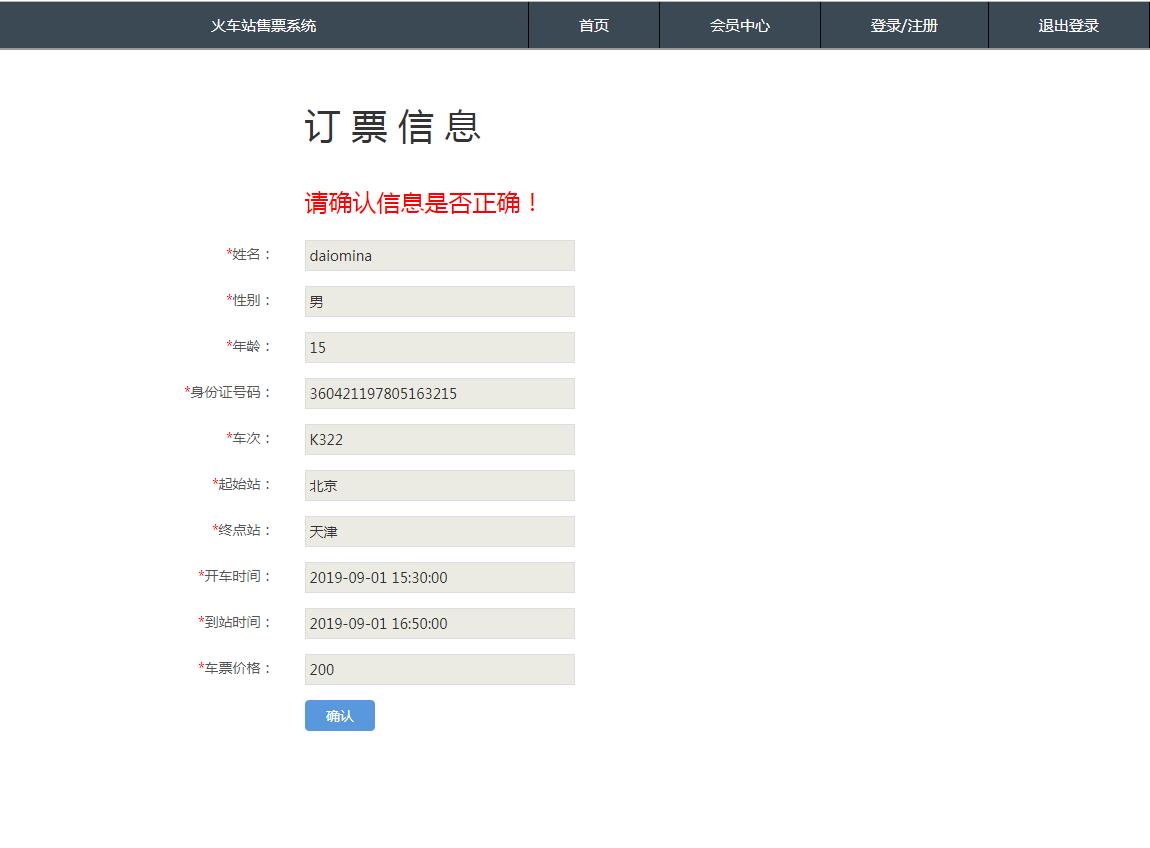 火车站售票系统 首页 会员中心 登录/注册 退出登录
订票信息
请确认信息是否正确！
*姓名： daiomina
*性别： 男
*年龄： 15
*身份证号码： 360421197805163215
*车次： K322
*起始站： 北京
*终点站： 天津
*开车时间： 2019-09-01 15:30:00
*到站时间： 2019-09-01 16:50:00
*车票价格： 200
确认